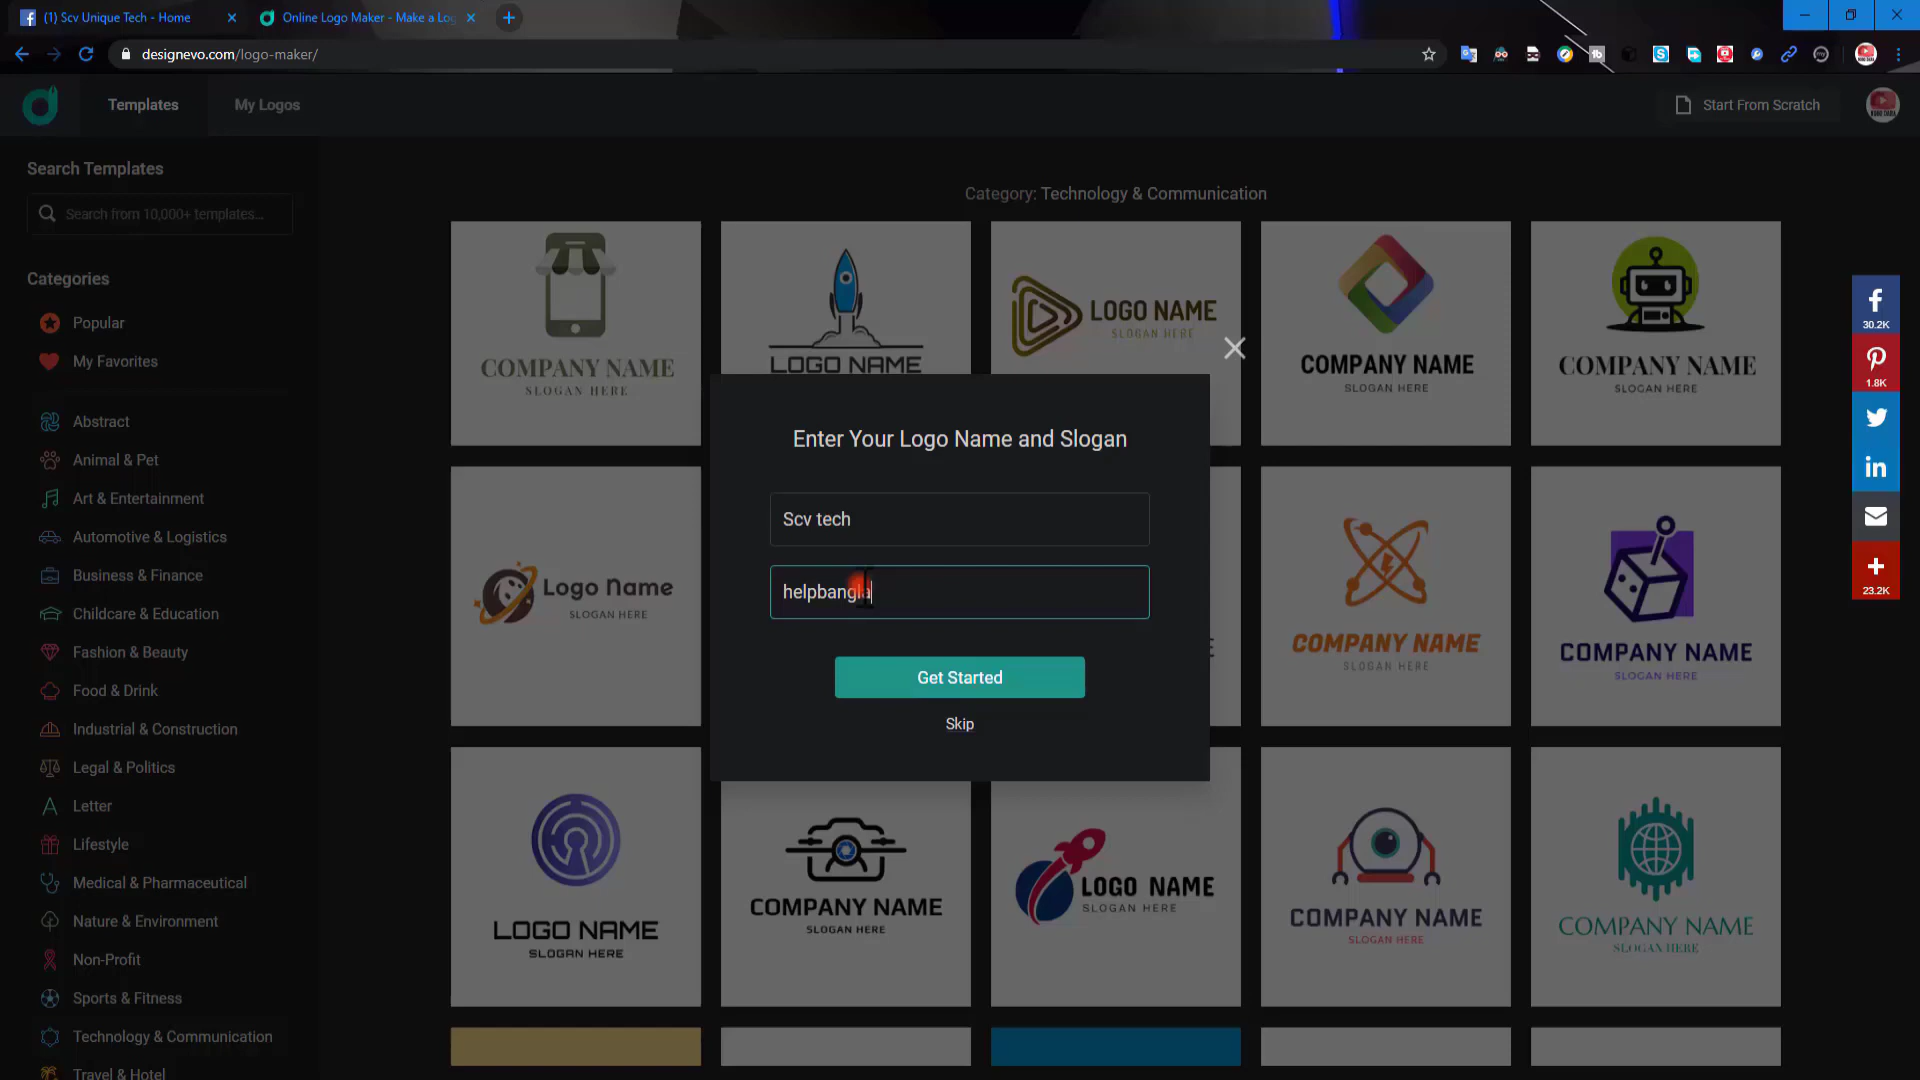 (1) Scv Unique Tech - Home
Online Logo Maker - Make a Log
designevo.com/logo-maker/
Templates
My Logos
Start From Scratch
Search Templates
Search from 10,000+ templates...
Categories
Popular
My Favorites
Abstract
Animal & Pet
Art & Entertainment
Automotive & Logistics
Business & Finance
Childcare & Education
Fashion & Beauty
Food & Drink
Industrial & Construction
Legal & Politics
Letter
Lifestyle
Medical & Pharmaceutical
Nature & Environment
Non-Profit
Sports & Fitness
Technology & Communication
Travel & Hotel
Category: Technology & Communication
COMPANY NAME
SLOGAN HERE
LOGO NAME
LOGO NAME
SLOGAN HERE
COMPANY NAME
SLOGAN HERE
COMPANY NAME
SLOGAN HERE
Enter Your Logo Name and Slogan
Scv tech
helpbangla
Get Started
Skip
Logo Name
SLOGAN HERE
COMPANY NAME
SLOGAN HERE
COMPANY NAME
SLOGAN HERE
LOGO NAME
SLOGAN HERE
COMPANY NAME
SLOGAN HERE
LOGO NAME
SLOGAN HERE
COMPANY NAME
SLOGAN HERE
COMPANY NAME
SLOGAN HERE
30.2K
1.8K
23.2K